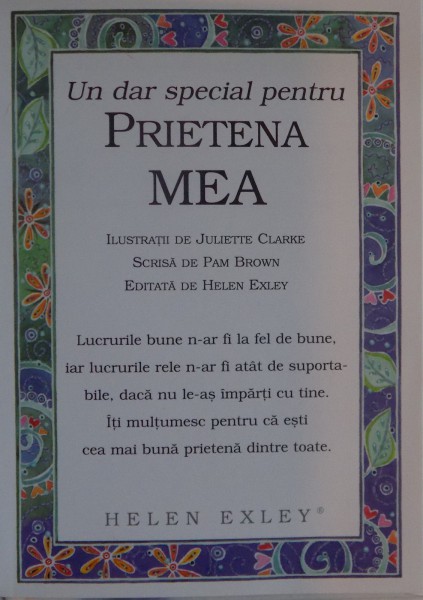 Un dar special pentru
PRIETENA
MEA
ILUSTRAȚII DE JULIETTE CLARKE
SCRISĂ DE PAM BROWN
EDITATĂ DE HELEN EXLEY
Lucrurile bune n-ar fi la fel de bune,
iar lucrurile rele n-ar fi atât de suporta-
bile, dacă nu le-aș împărți cu tine.
Îți mulțumesc pentru că ești
cea mai bună prietenă dintre toate.
HELEN EXLEY®